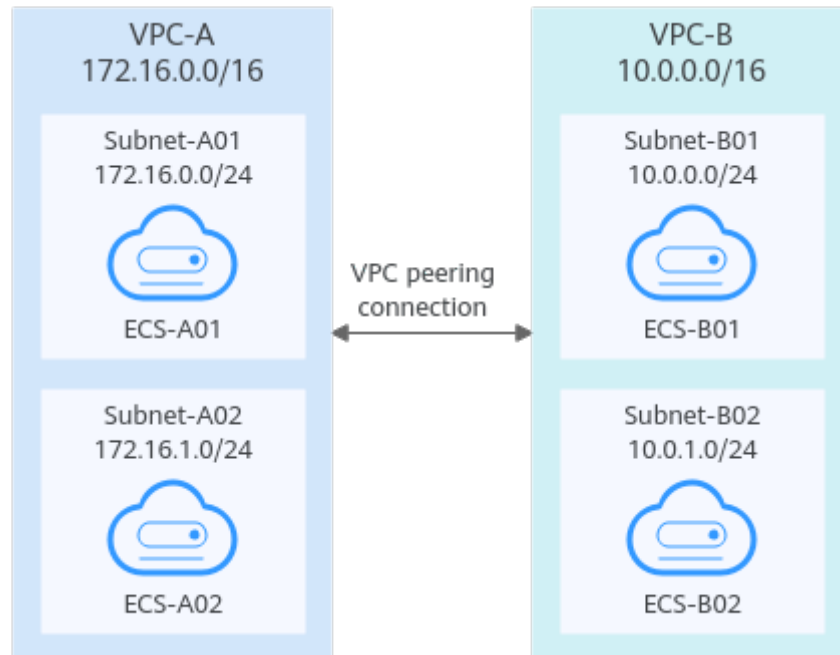 VPC-A
172.16.0.0/16
Subnet-A01
172.16.0.0/24
ECS-A01
Subnet-A02
172.16.1.0/24
ECS-A02
VPC peering
connection
VPC-B
10.0.0.0/16
Subnet-B01
10.0.0.0/24
ECS-B01
Subnet-B02
10.0.1.0/24
ECS-B02